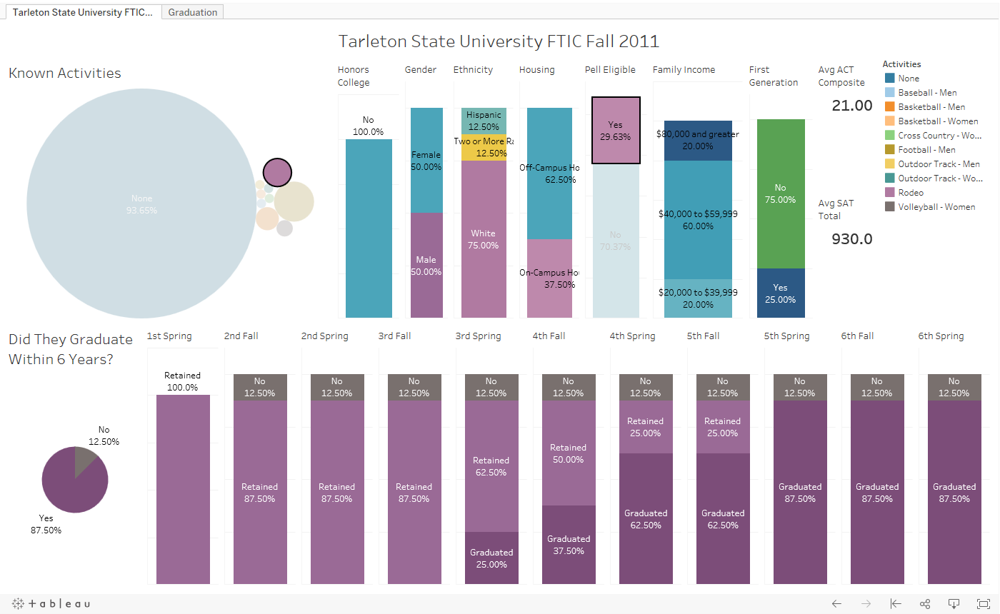 Tarleton State University FTIC...
Graduation
Tarleton State University FTIC Fall 2011
Known Activities
None
93.65%
Honors
College
No
100.0%
Gender
Female
50.00%
Male
50.00%
Ethnicity
Hispanic
12.50%
Two or More Ra
12.50%
White
75.00%
Housing
Off-Campus Ho
62.50%
On-Campus Ho
37.50%
Pell Eligible
Yes
29.63%
No
70.37%
Family Income
$80,000 and greater
20.00%
$40,000 to $59,999
60.00%
$20,000 to $39,999
20.00%
First
Generation
No
75.00%
Yes
25.00%
Avg ACT
Composite
21.00
Avg SAT
Total
930.0
Activities
None
Baseball - Men
Basketball - Men
Basketball - Women
Cross Country - Wo...
Football - Men
Outdoor Track - Men
Outdoor Track - Wo...
Rodeo
Volleyball - Women
Did They Graduate
Within 6 Years?
No
12.50%
Yes
87.50%
1st Spring
Retained
100.0%
2nd Fall
No
12.50%
Retained
87.50%
2nd Spring
No
12.50%
Retained
87.50%
3rd Fall
No
12.50%
Retained
87.50%
3rd Spring
No
12.50%
Retained
62.50%
Graduated
25.00%
4th Fall
No
12.50%
Retained
50.00%
Graduated
37.50%
4th Spring
No
12.50%
Retained
25.00%
Graduated
62.50%
5th Fall
No
12.50%
Retained
25.00%
Graduated
62.50%
5th Spring
No
12.50%
Graduated
87.50%
6th Fall
No
12.50%
Graduated
87.50%
6th Spring
No
12.50%
Graduated
87.50%
+ a b | e a u